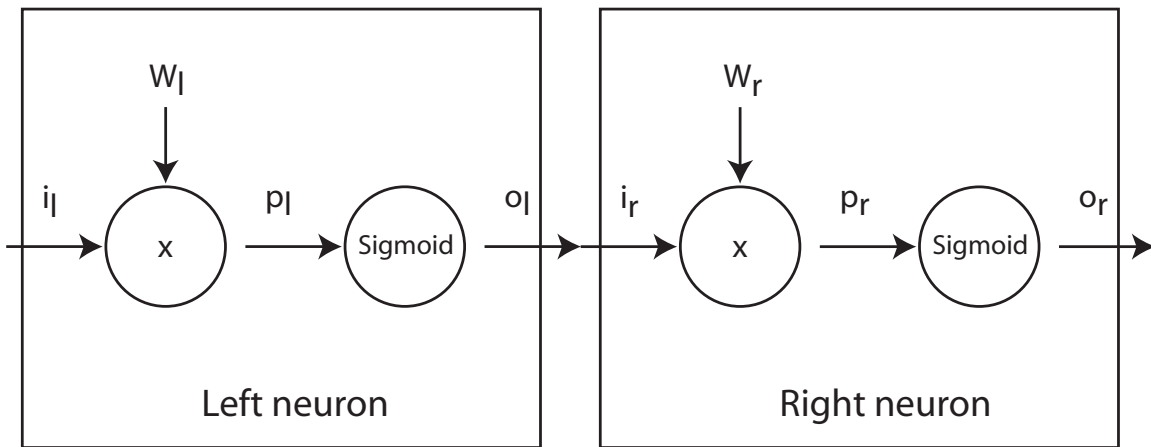 W_l
W_r
i_l
p_l
o_l
i_r
p_r
o_r
x
Sigmoid
x
Sigmoid
Left neuron
Right neuron